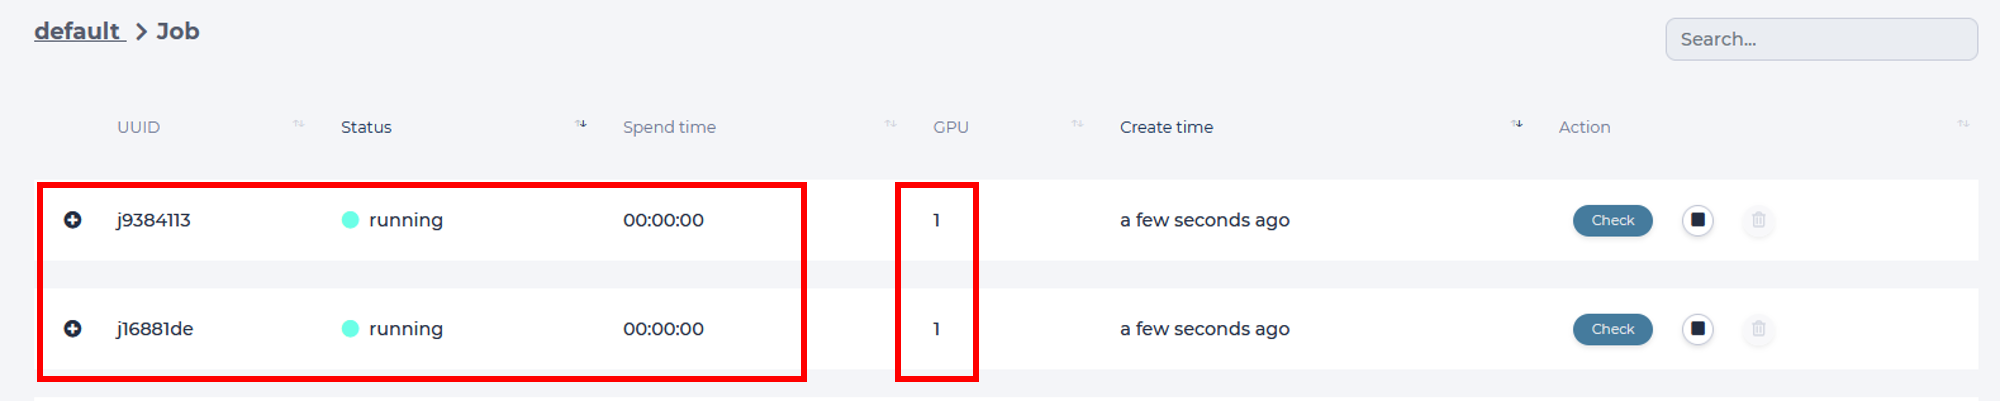 default > Job
Search...
UUID Status Spend time GPU Create time Action
j9384113 running 00:00:00 1 a few seconds ago Check
j16881de running 00:00:00 1 a few seconds ago Check